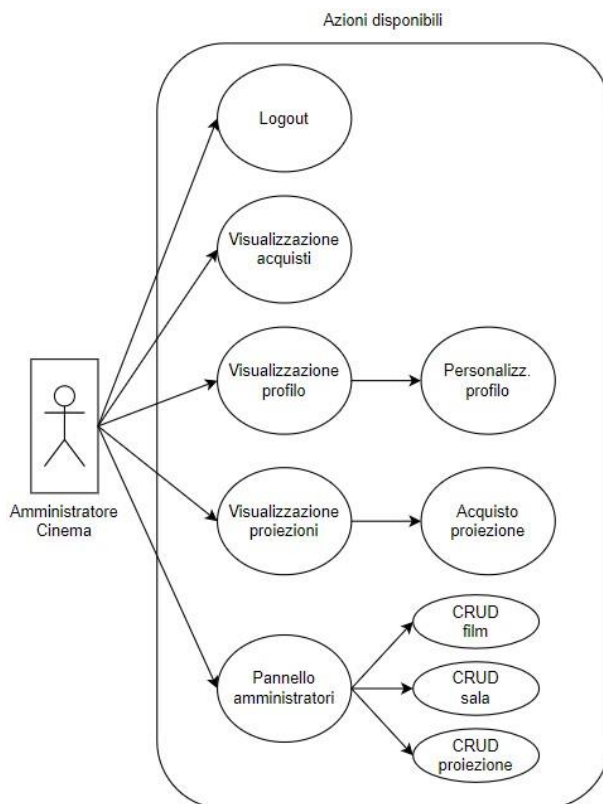 Azioni disponibili
Logout
Visualizzazione
acquisti
Visualizzazione
profilo
Personalizz.
profilo
Amministratore
Cinema
Visualizzazione
proiezioni
Acquisto
proiezione
Pannello
amministratori
CRUD
film
CRUD
sala
CRUD
proiezione